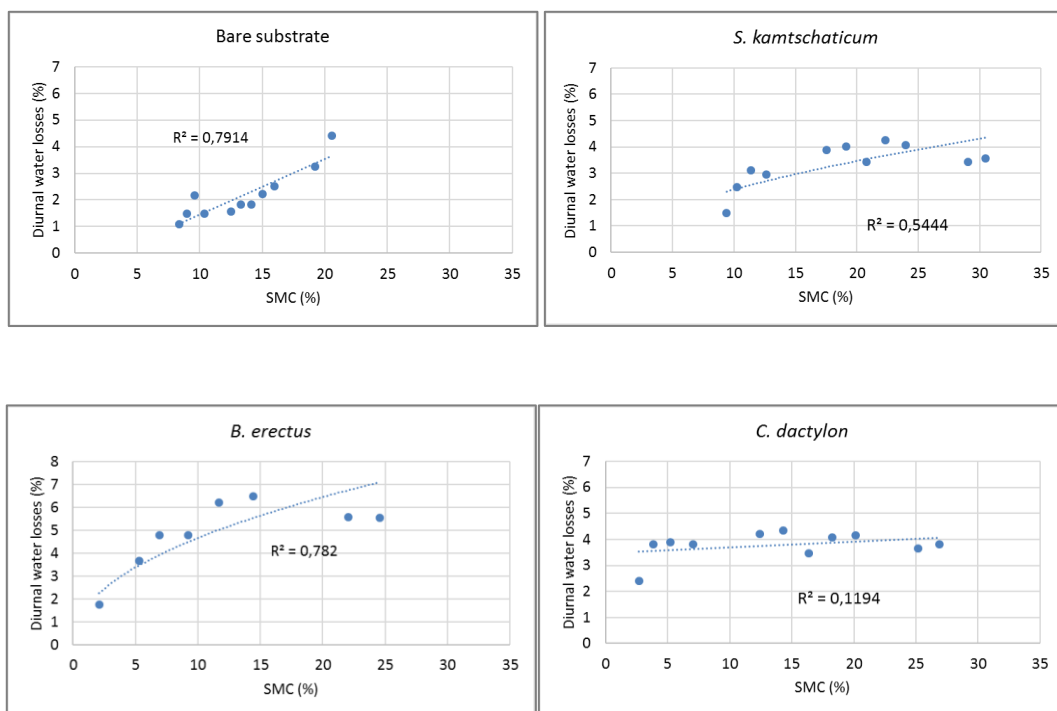 Bare substrate
Diurnal water losses (%)
7
6
5
4
3
2
1
0
R² = 0,7914
0 5 10 15 20 25 30 35
SMC (%)
S. kamtschaticum
Diurnal water losses (%)
7
6
5
4
3
2
1
0
R² = 0,5444
0 5 10 15 20 25 30 35
SMC (%)
B. erectus
Diurnal water losses (%)
8
7
6
5
4
3
2
1
0
R² = 0,782
0 5 10 15 20 25 30 35
SMC (%)
C. dactylon
Diurnal water losses (%)
7
6
5
4
3
2
1
0
R² = 0,1194
0 5 10 15 20 25 30 35
SMC (%)